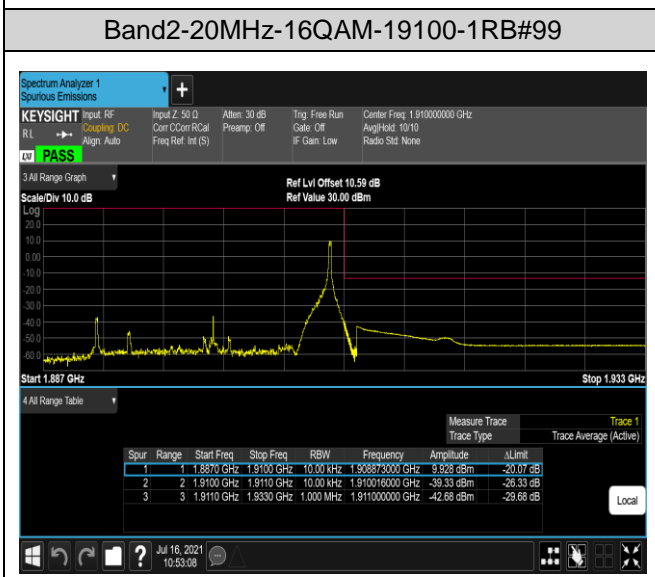 Band2-20MHz-16QAM-19100-1RB#99
Spectrum Analyzer 1
Spurious Emissions
KEYSIGHT
R L
LXI
PASS
Input: RF
Coupling: DC
Align: Auto
Input Z: 50 Ω
Corr CCorr RCal
Freq Ref: Int (S)
Atten: 30 dB
Preamp: Off
Trig: Free Run
Gate: Off
IF Gain: Low
Center Freq: 1.910000000 GHz
Avg|Hold: 10/10
Radio Std: None
3 All Range Graph
Scale/Div 10.0 dB
Ref Lvl Offset 10.59 dB
Ref Value 30.00 dBm
Log
20.0
10.0
0.00
-10.0
-20.0
-30.0
-40.0
-50.0
-60.0
Start 1.887 GHz
Stop 1.933 GHz
4 All Range Table
Measure Trace Trace 1
Trace Type Trace Average (Active)
Spur Range Start Freq Stop Freq RBW Frequency Amplitude ΔLimit
1 1 1.8870 GHz 1.9100 GHz 10.00 kHz 1.908873000 GHz 9.928 dBm -20.07 dB
2 2 1.9100 GHz 1.9110 GHz 10.00 kHz 1.910016000 GHz -39.33 dBm -26.33 dB
3 3 1.9110 GHz 1.9330 GHz 1.000 MHz 1.911000000 GHz -42.68 dBm -29.68 dB
Local
?
Jul 16, 2021
10:53:08